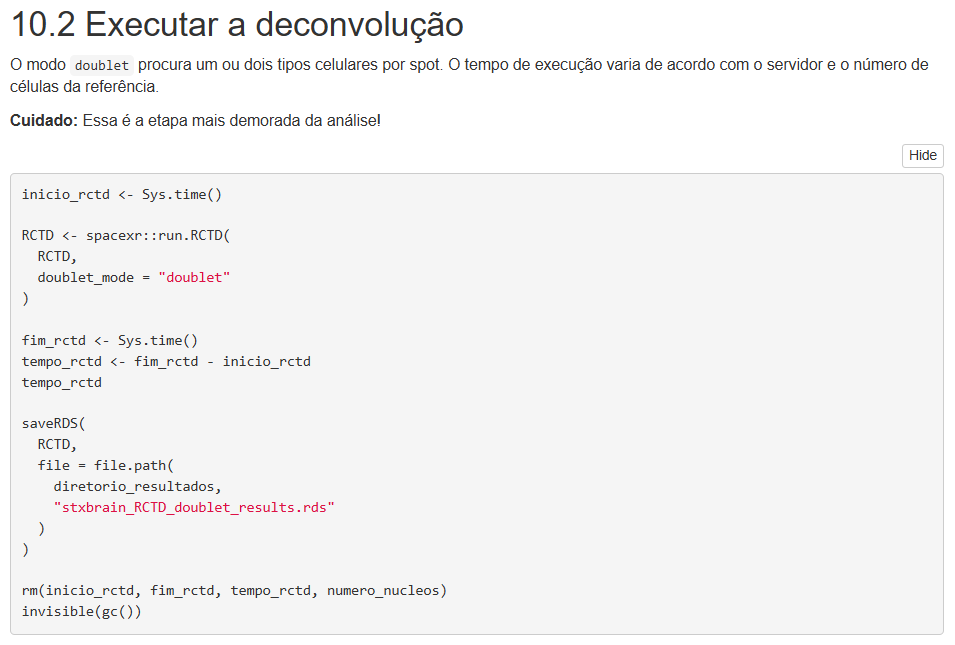 10.2 Executar a deconvolução
O modo doublet procura um ou dois tipos celulares por spot. O tempo de execução varia de acordo com o servidor e o número de
células da referência.
Cuidado: Essa é a etapa mais demorada da análise!
Hide
inicio_rctd <- Sys.time()
RCTD <- spacexr::run.RCTD(
  RCTD,
  doublet_mode = "doublet"
)
fim_rctd <- Sys.time()
tempo_rctd <- fim_rctd - inicio_rctd
tempo_rctd
saveRDS(
  RCTD,
  file = file.path(
    diretorio_resultados,
    "stxbrain_RCTD_doublet_results.rds"
  )
)
rm(inicio_rctd, fim_rctd, tempo_rctd, numero_nucleos)
invisible(gc())